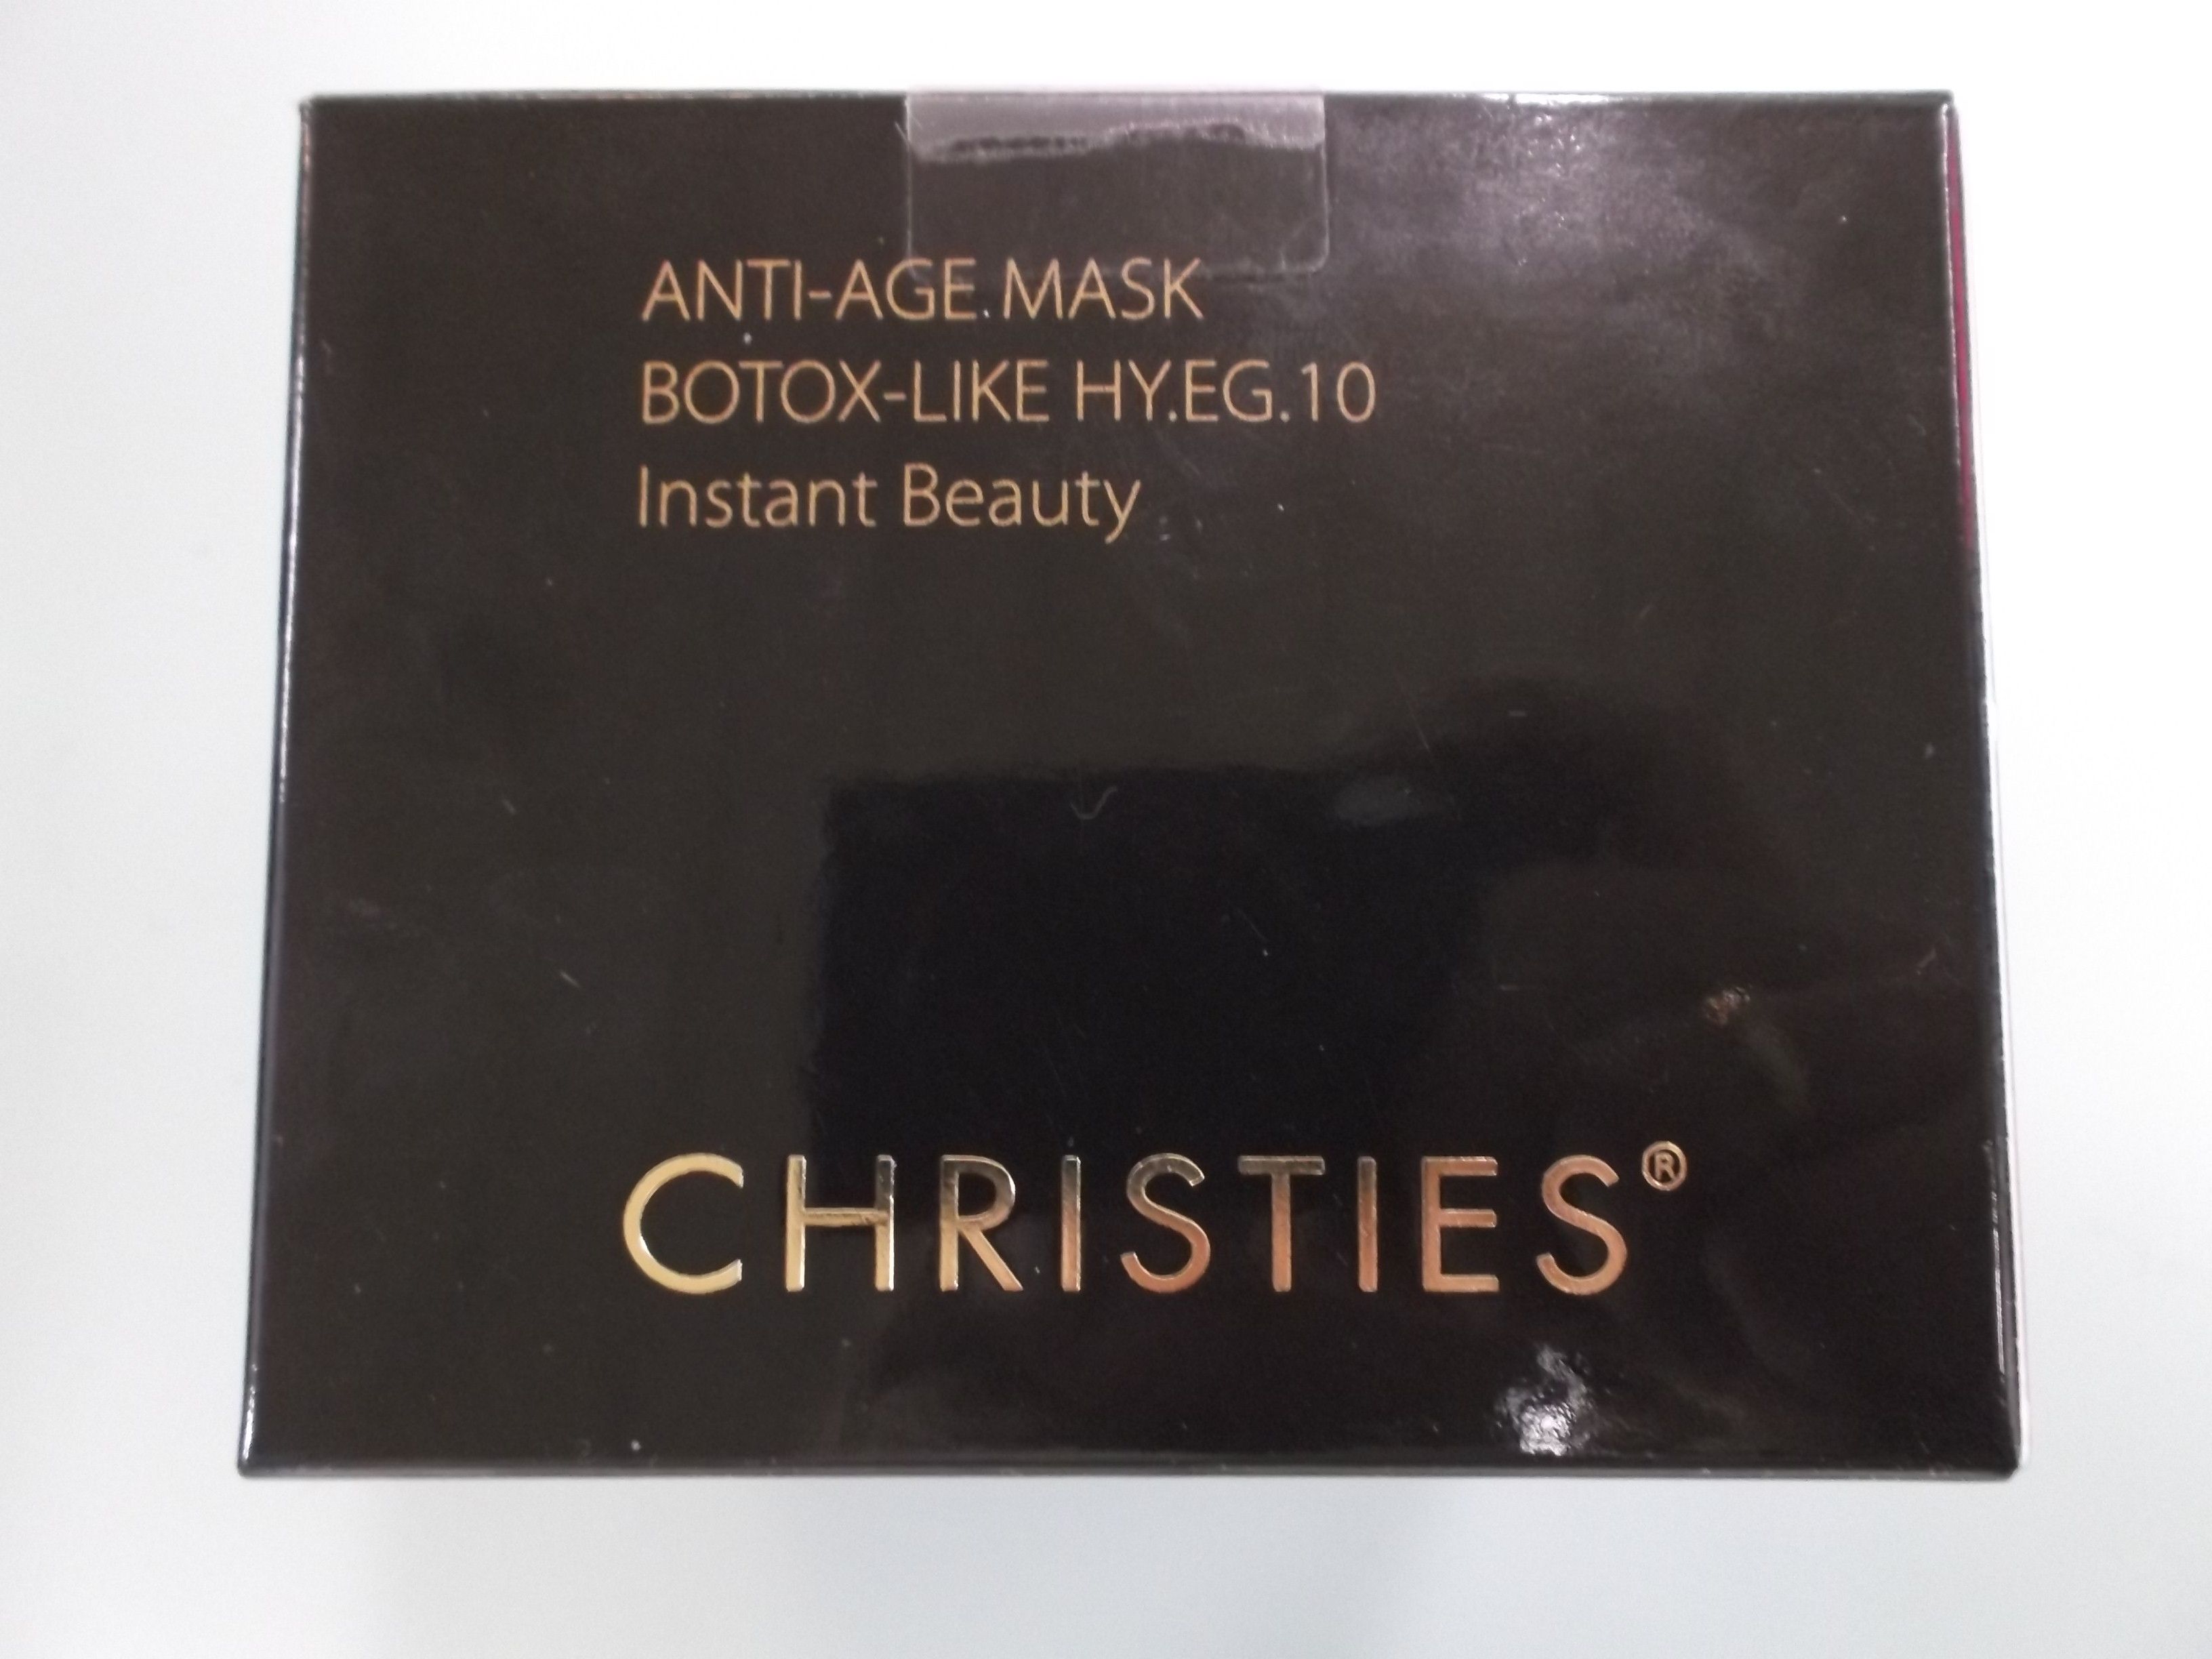 ANTI-AGE MASK
BOTOX-LIKE HY.EG.10
Instant Beauty
CHRISTIES®